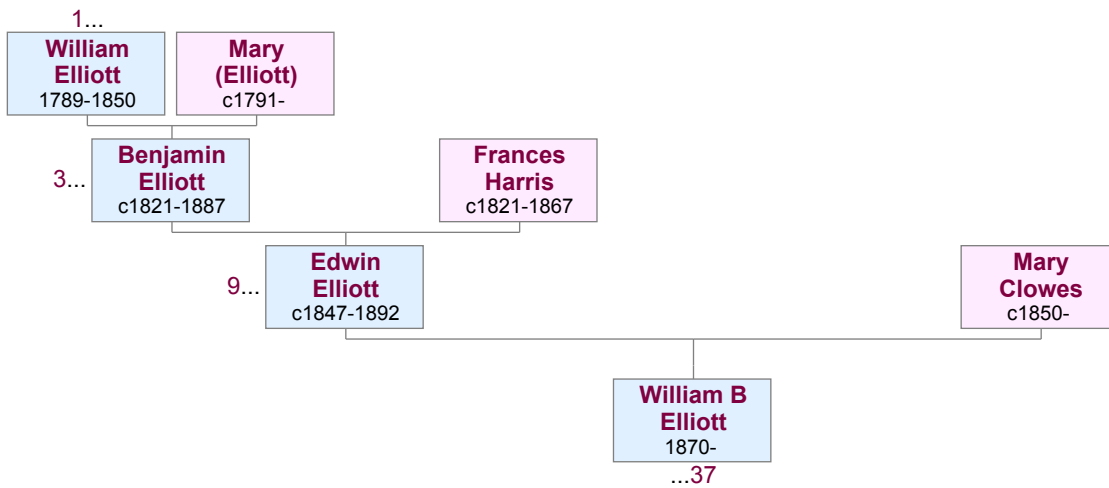 1...
William
Elliott
1789-1850
Mary
(Elliott)
c1791-
3...
Benjamin
Elliott
c1821-1887
Frances
Harris
c1821-1867
9...
Edwin
Elliott
c1847-1892
Mary
Clowes
c1850-
William B
Elliott
1870-
...37